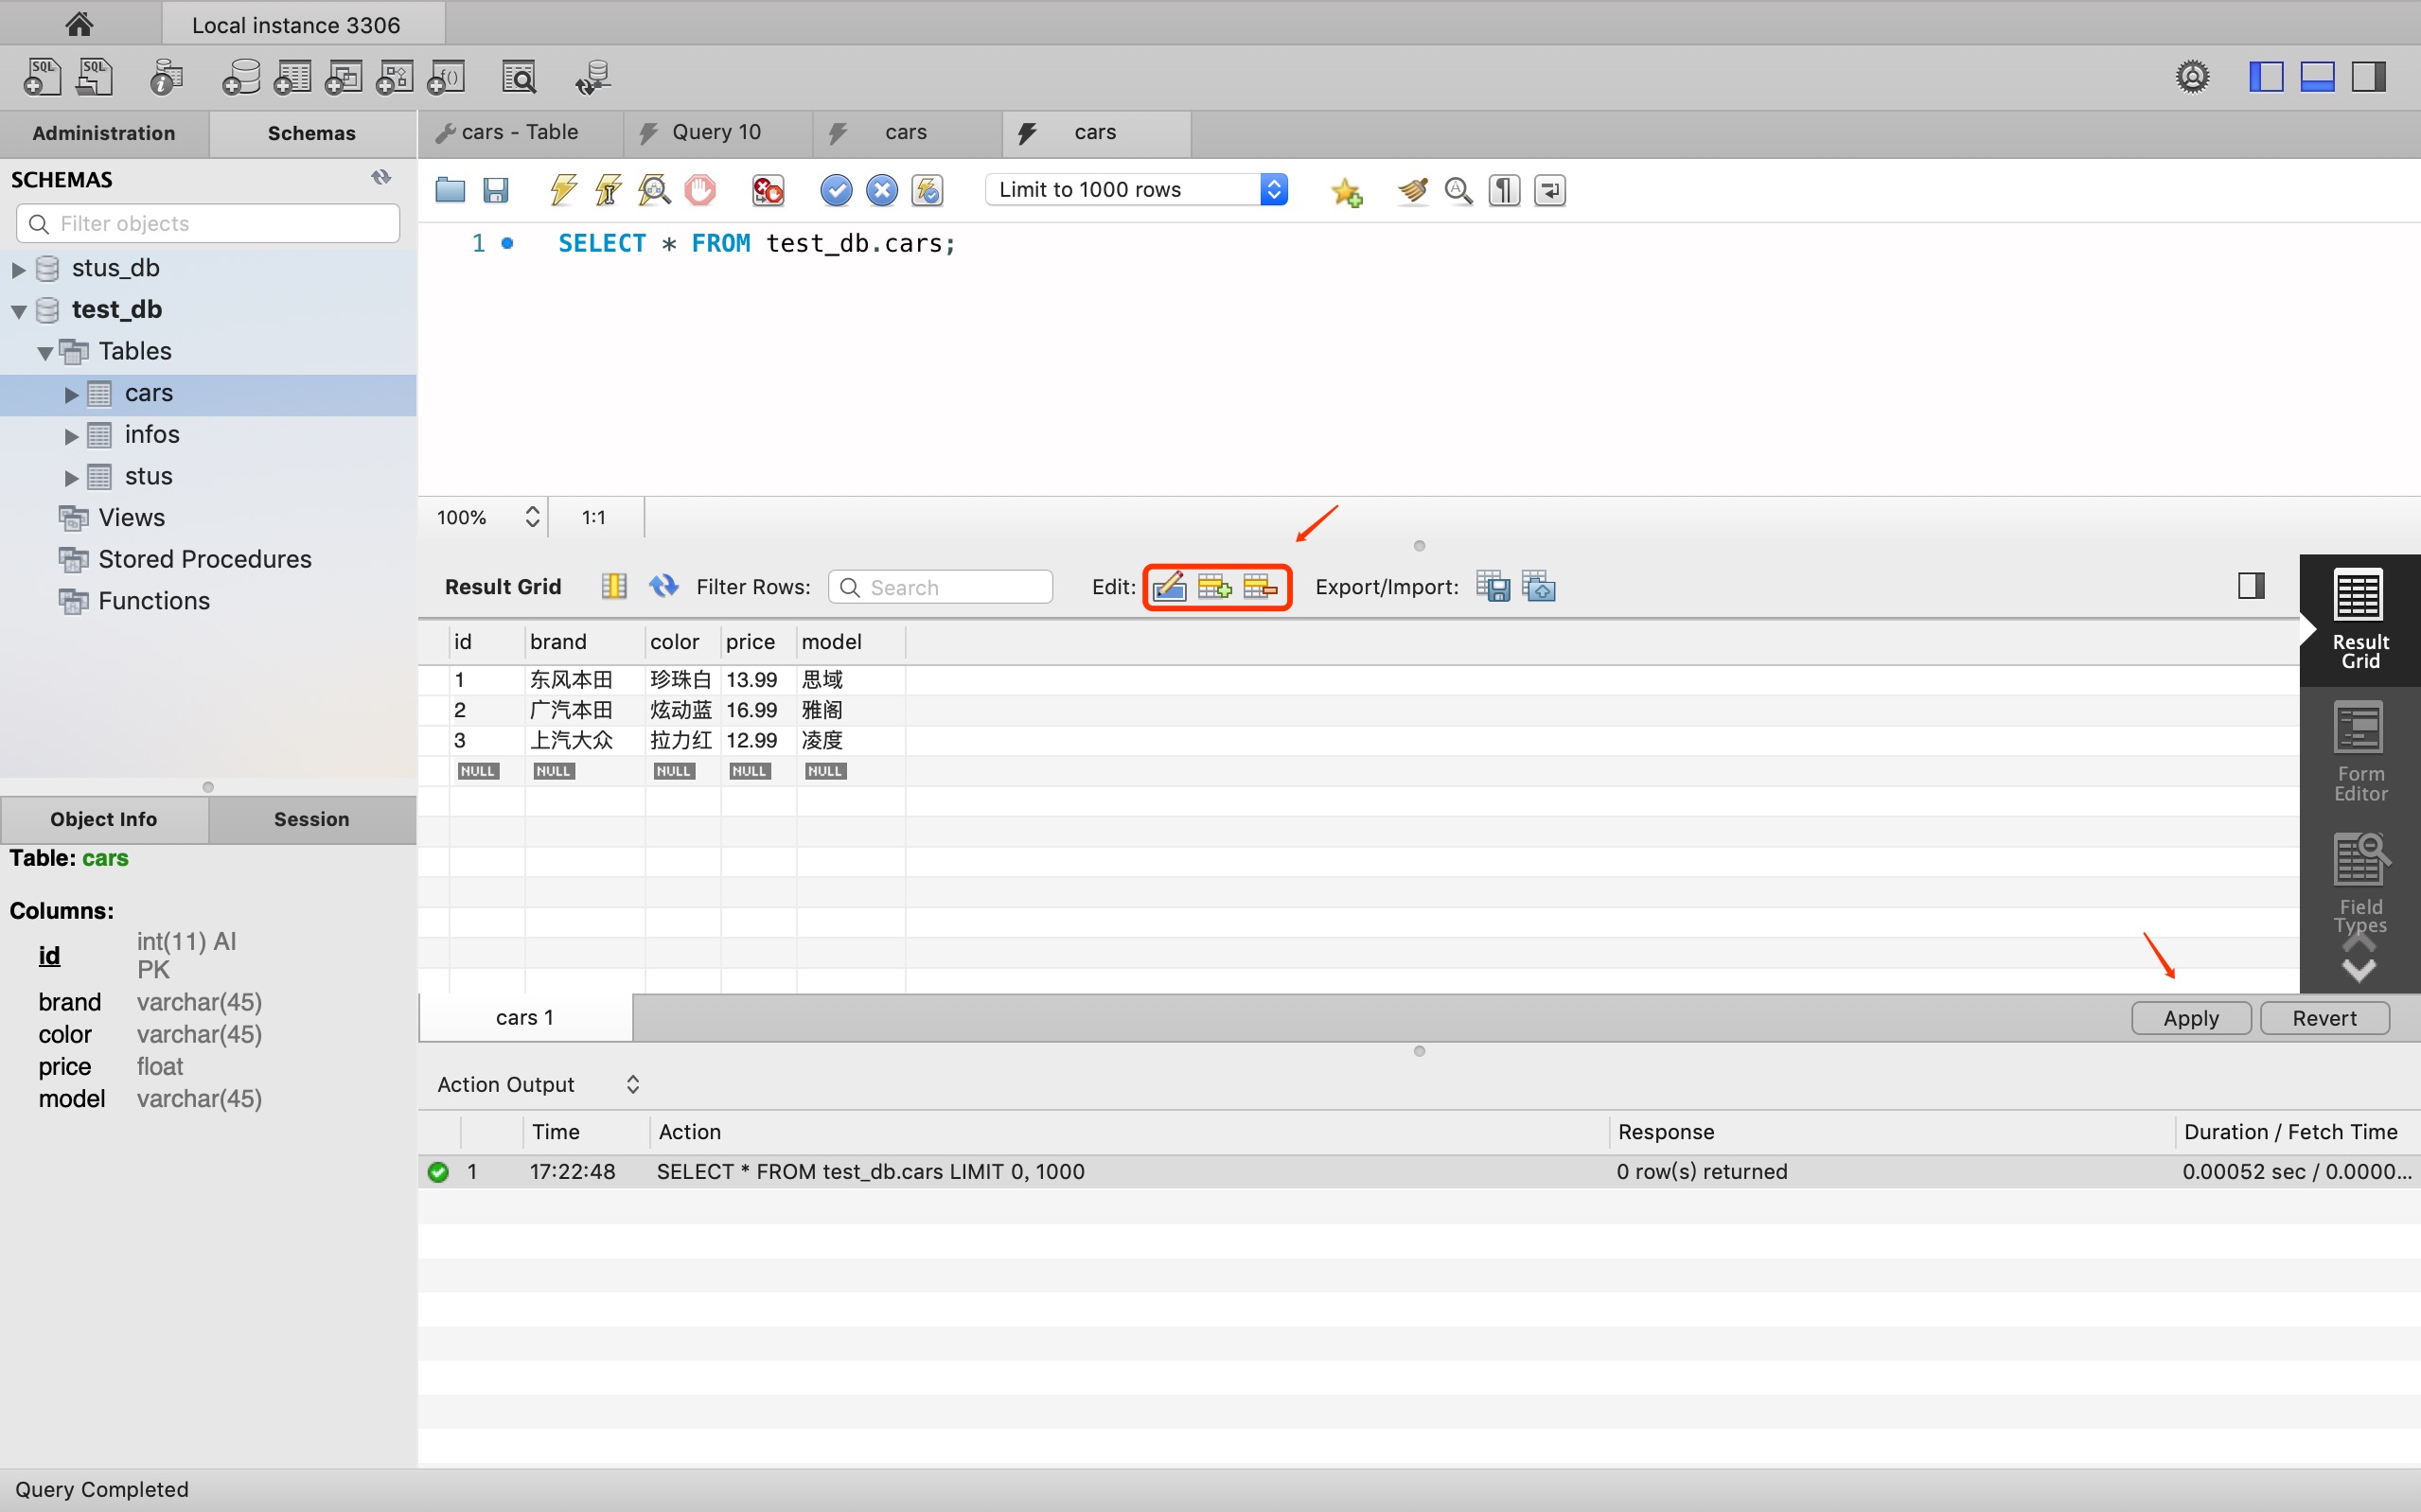 Local instance 3306
SQL SQL
Administration Schemas
cars - Table Query 10 cars cars
SCHEMAS
Filter objects
Limit to 1000 rows
1 SELECT * FROM test_db.cars;
stus_db
test_db
Tables
cars
infos
stus
Views
Stored Procedures
Functions
100% 1:1
Result Grid Filter Rows: Search Edit: Export/Import:
id brand color price model
1 东风本田 珍珠白 13.99 思域
2 广汽本田 炫动蓝 16.99 雅阁
3 上汽大众 拉力红 12.99 凌度
NULL NULL NULL NULL NULL
Result
Grid
Form
Editor
Field
Types
Object Info Session
Table: cars
Columns:
id int(11) AI
PK
brand varchar(45)
color varchar(45)
price float
model varchar(45)
cars 1 Apply Revert
Action Output
Time Action Response Duration / Fetch Time
1 17:22:48 SELECT * FROM test_db.cars LIMIT 0, 1000 0 row(s) returned 0.00052 sec / 0.0000...
Query Completed